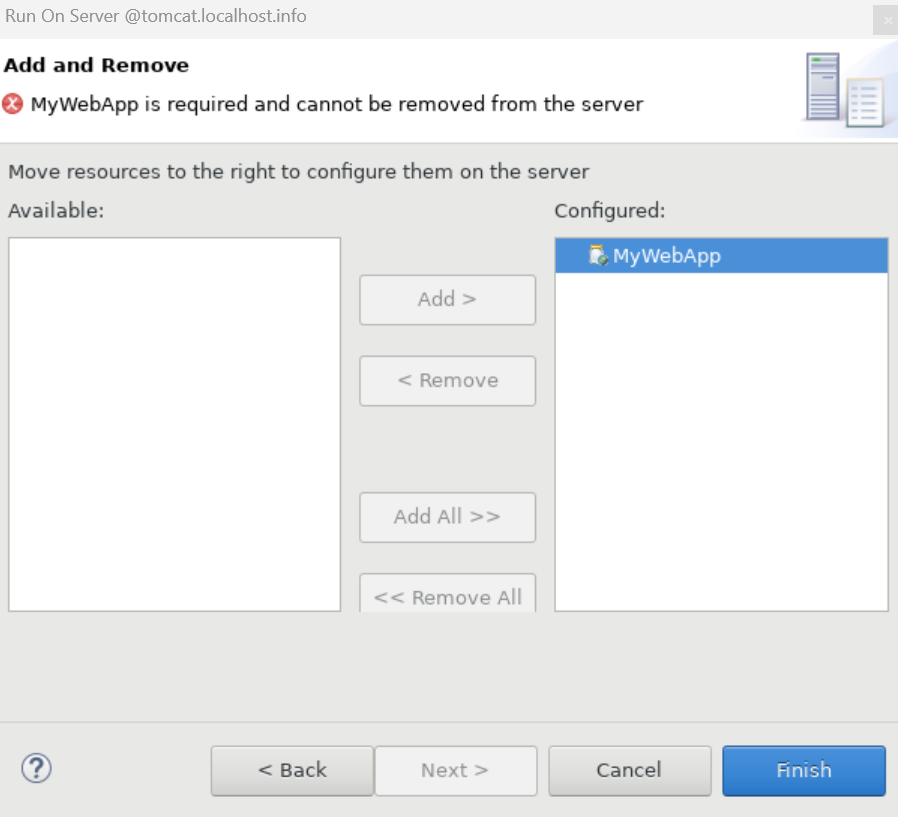 Run On Server @tomcat.localhost.info
Add and Remove
MyWebApp is required and cannot be removed from the server
Move resources to the right to configure them on the server
Available:
Configured:
MyWebApp
Add >
< Remove
Add All >>
<< Remove All
?
< Back
Next >
Cancel
Finish